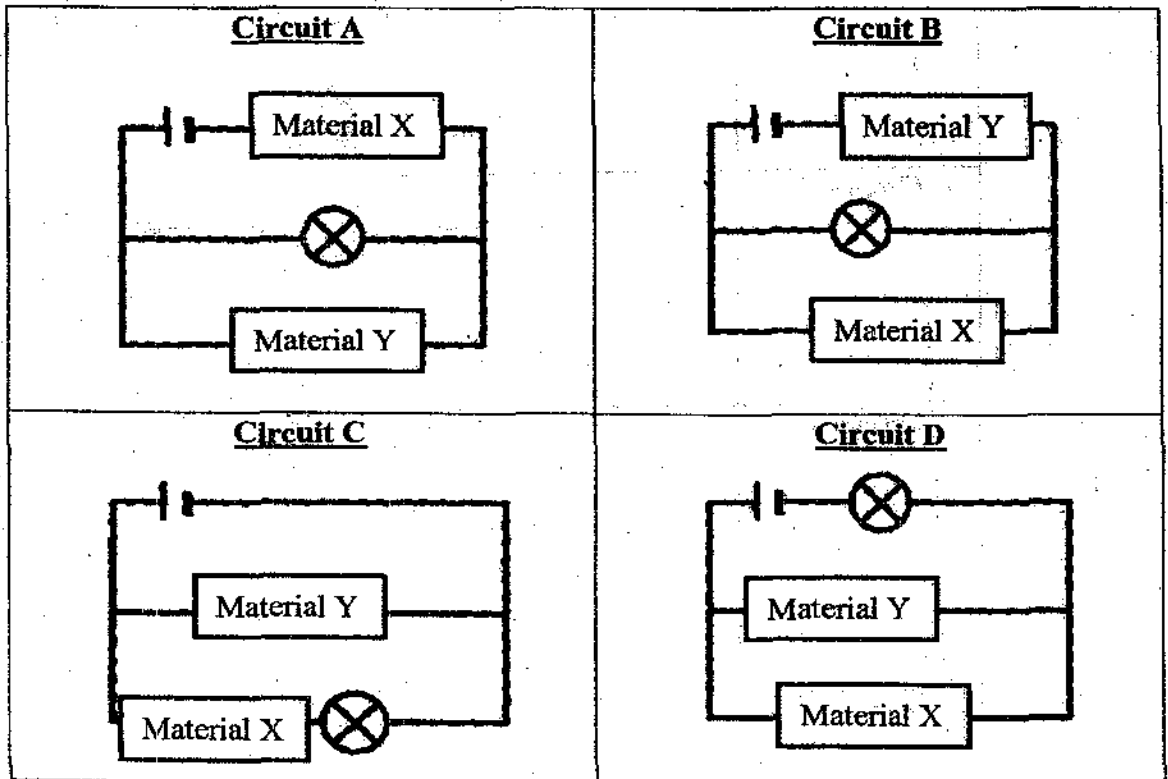 Circuit A
Material X
Material Y
Circuit B
Material Y
Material X
Circuit C
Material Y
Material X
Circuit D
Material Y
Material X